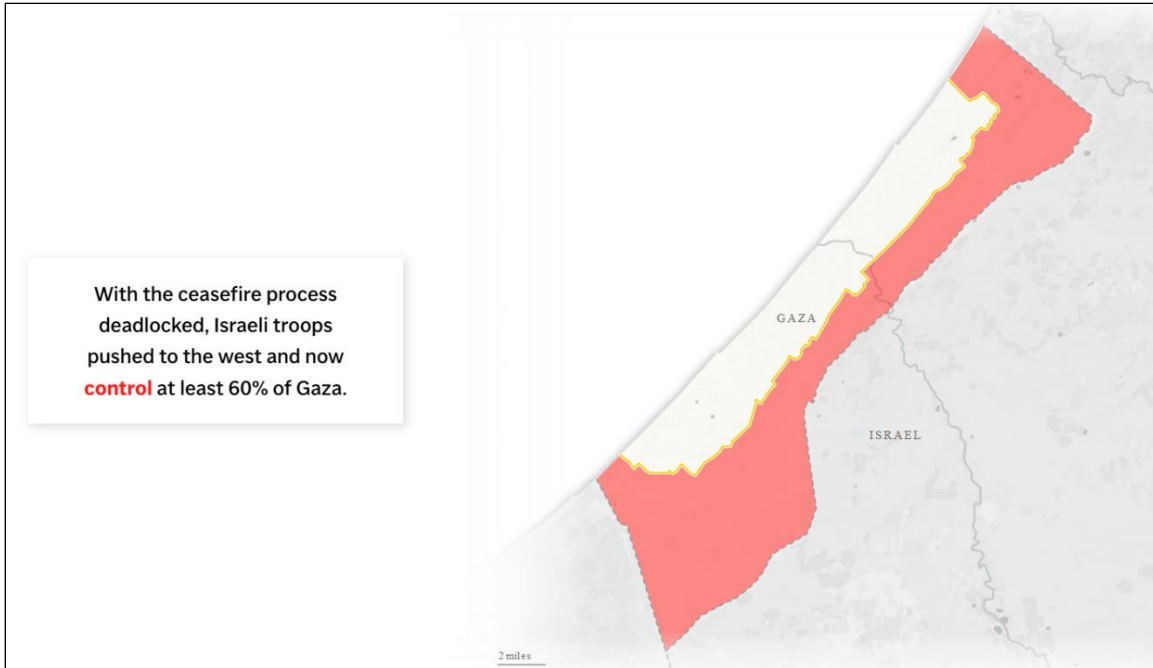 With the ceasefire process
deadlocked, Israeli troops
pushed to the west and now
control at least 60% of Gaza.
GAZA
ISRAEL
2 miles